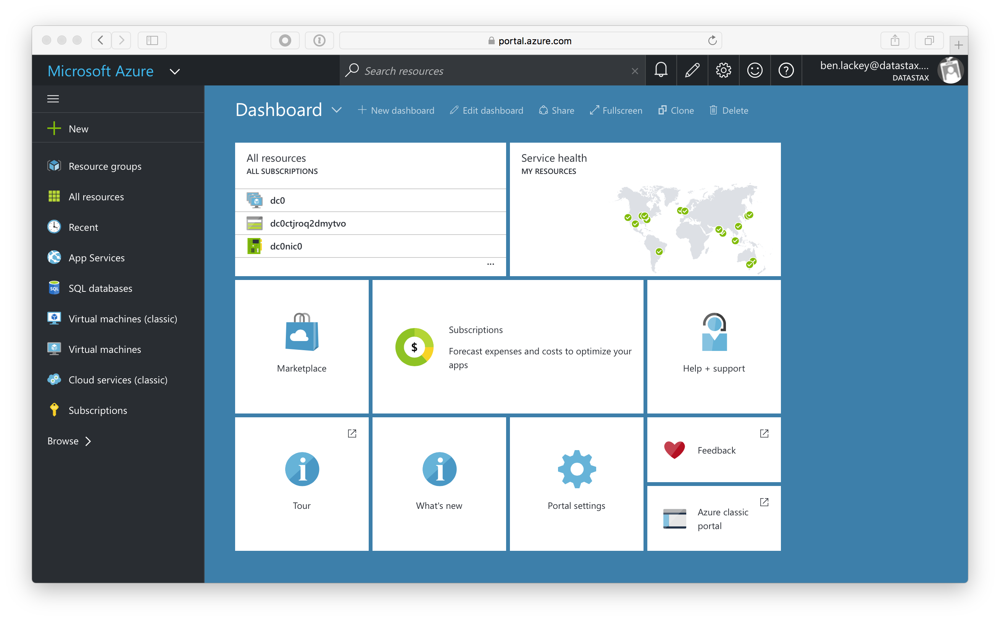 portal.azure.com
Microsoft Azure
Search resources
ben.lackey@datastax....
DATASTAX
New
Resource groups
All resources
Recent
App Services
SQL
SQL databases
Virtual machines (classic)
Virtual machines
Cloud services (classic)
Subscriptions
Browse
Dashboard
New dashboard
Edit dashboard
Share
Fullscreen
Clone
Delete
All resources
ALL SUBSCRIPTIONS
dc0
dc0ctjroq2dmytvo
dc0nic0
...
Service health
MY RESOURCES
Marketplace
$
Subscriptions
Forecast expenses and costs to optimize your
apps
Help + support
Tour
What's new
Portal settings
Feedback
Azure classic
portal